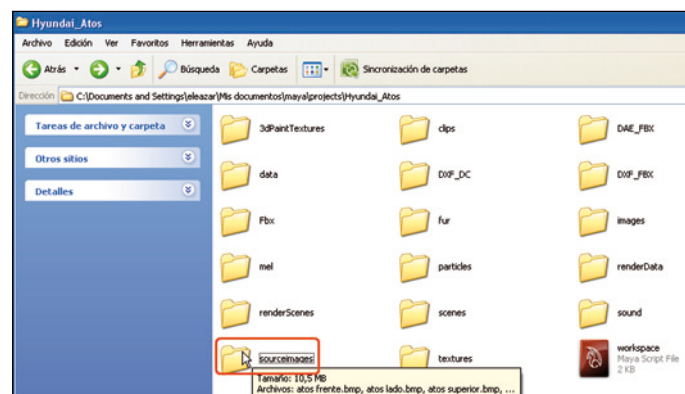 Hyundai_Atos
Archivo Edición Ver Favoritos Herramientas Ayuda
Atrás Búsqueda Carpetas Sincronización de carpetas
Dirección C:\Documents and Settings\eleazar\Mis documentos\maya\projects\Hyundai_Atos
Tareas de archivo y carpeta
Otros sitios
Detalles
3dPaintTextures clips DAE_FBX
data DXF_DC DXF_FBX
Fbx fur images
mel particles renderData
renderScenes scenes sound
sourceimages textures workspace
Maya Script File
2 KB
Tamaño: 10,5 MB
Archivos: atos frente.bmp, atos lado.bmp, atos superior.bmp, ...